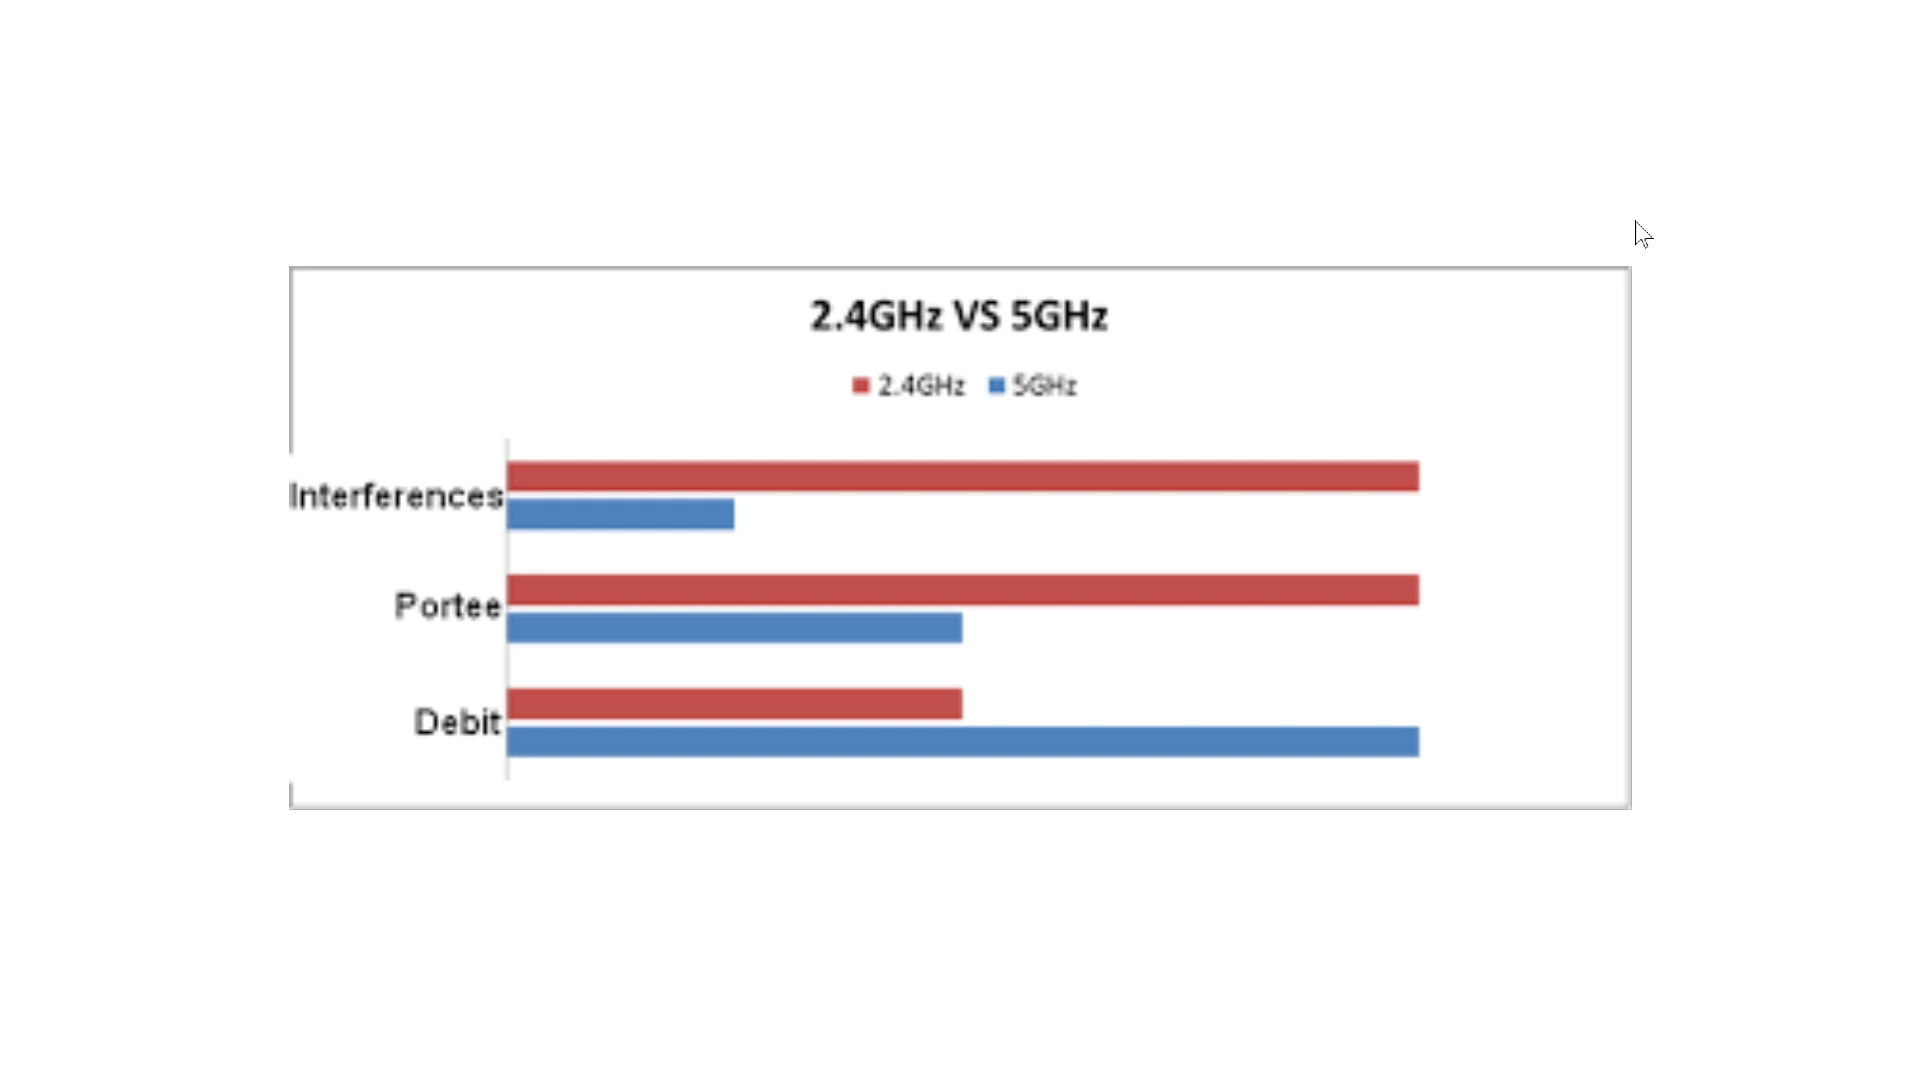 2.4GHz VS 5GHz
2.4GHz 5GHz
Interferences
Portee
Debit